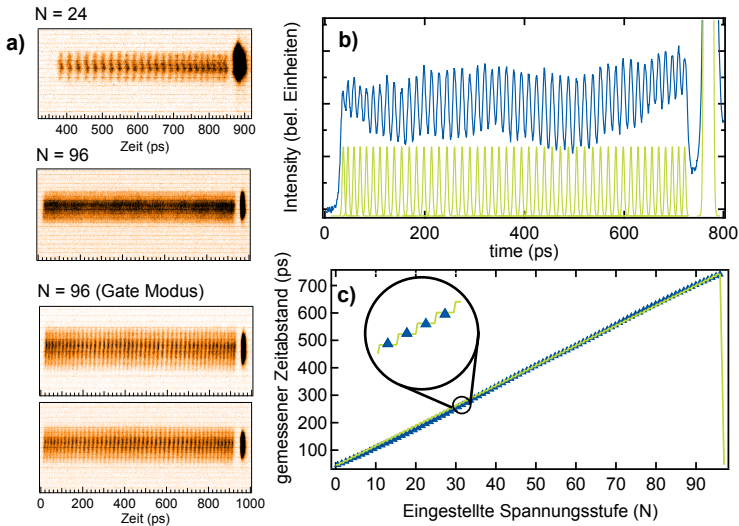 N = 24
a)
400 500 600 700 800 900
Zeit (ps)
N = 96
N = 96 (Gate Modus)
0 200 400 600 800 1000
Zeit (ps)
b)
Intensity (bel. Einheiten)
0 200 400 600 800
time (ps)
c)
gemessener Zeitabstand (ps)
700
600
500
400
300
200
100
0 10 20 30 40 50 60 70 80 90
Eingestellte Spannungsstufe (N)